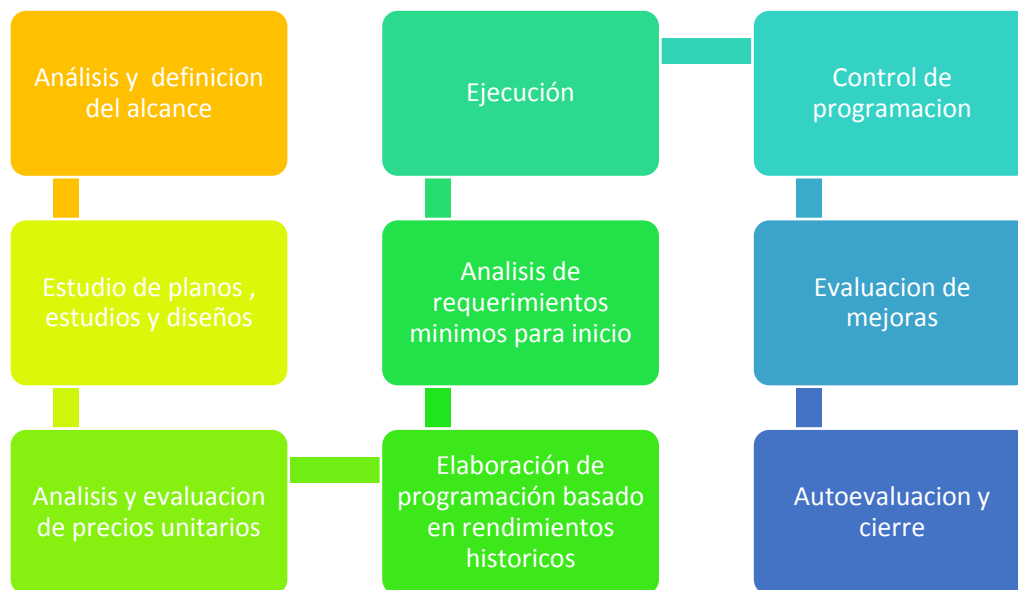 Análisis y  definicion
del alcance
Estudio de planos ,
estudios y diseños
Analisis y evaluacion
de precios unitarios
Elaboración de
programación basado
en rendimientos
historicos
Analisis de
requerimientos
minimos para inicio
Ejecución
Control de
programacion
Evaluacion de
mejoras
Autoevaluacion y
cierre